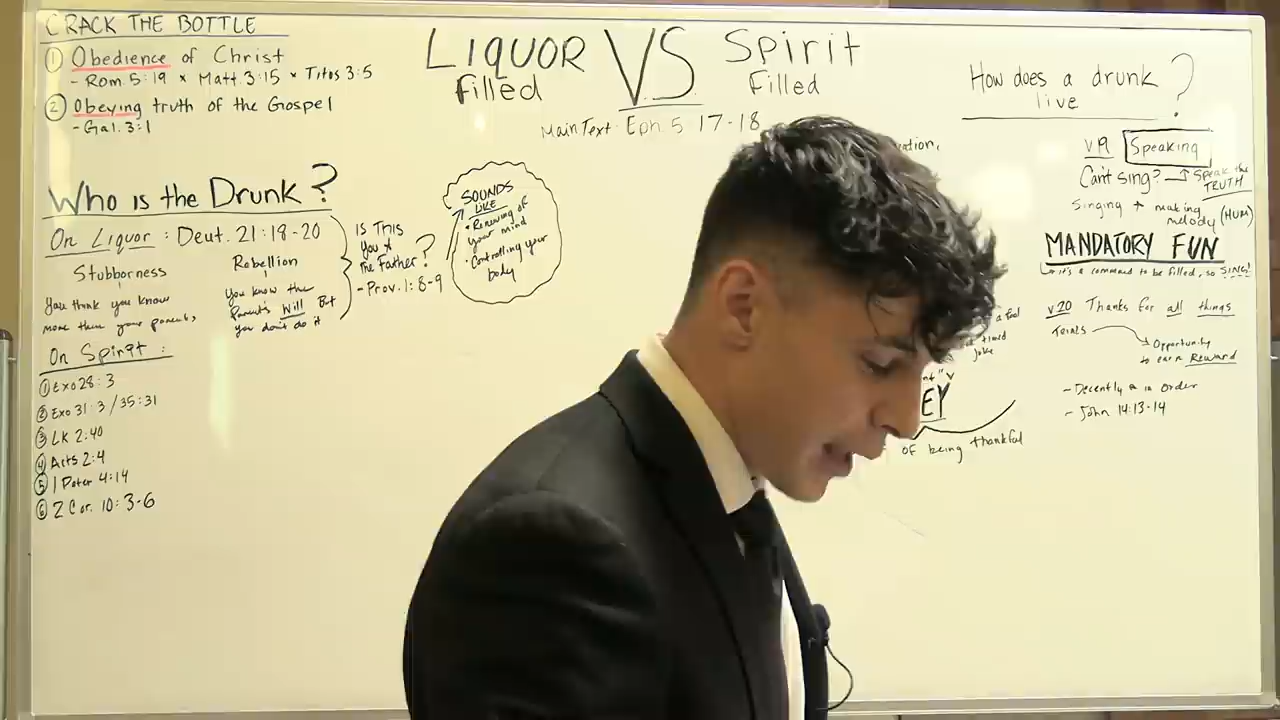 CRACK THE BOTTLE
① Obedience of Christ
- Rom. 5:19 × Matt 3:15 × Titos 3:5
② Obeying truth of the Gospel
- Gal. 3:1
LIQUOR VS Spirit
filled Filled
Main Text: Eph. 5:17-18
Who is the Drunk?
On Liquor: Deut. 21:18-20
Stubborness
You think you know
more then your parents,
Rebellion
You know the
Parents Will But
you don't do it
Is This
You &
the Father?
- Prov. 1:8-9
SOUNDS
LIKE
• Renewing of
your mind
• Controlling your
body
On Spirit:
① Exo 28:3
② Exo 31:3 / 35:31
③ LK 2:40
④ Acts 2:4
⑤ 1 Peter 4:14
⑥ 2 Cor. 10:3-6
EY
of being thankful
a fool
timed
joke
How does a drunk
live?
v19 Speaking
Can't sing? → Speak the
TRUTH
Singing + making
melody (HUM)
MANDATORY FUN
it's a command to be filled, so SING!
v20 Thanks for all things
Trials
Opportunity
to earn Reward
- Decently & in Order
- John 14:13-14